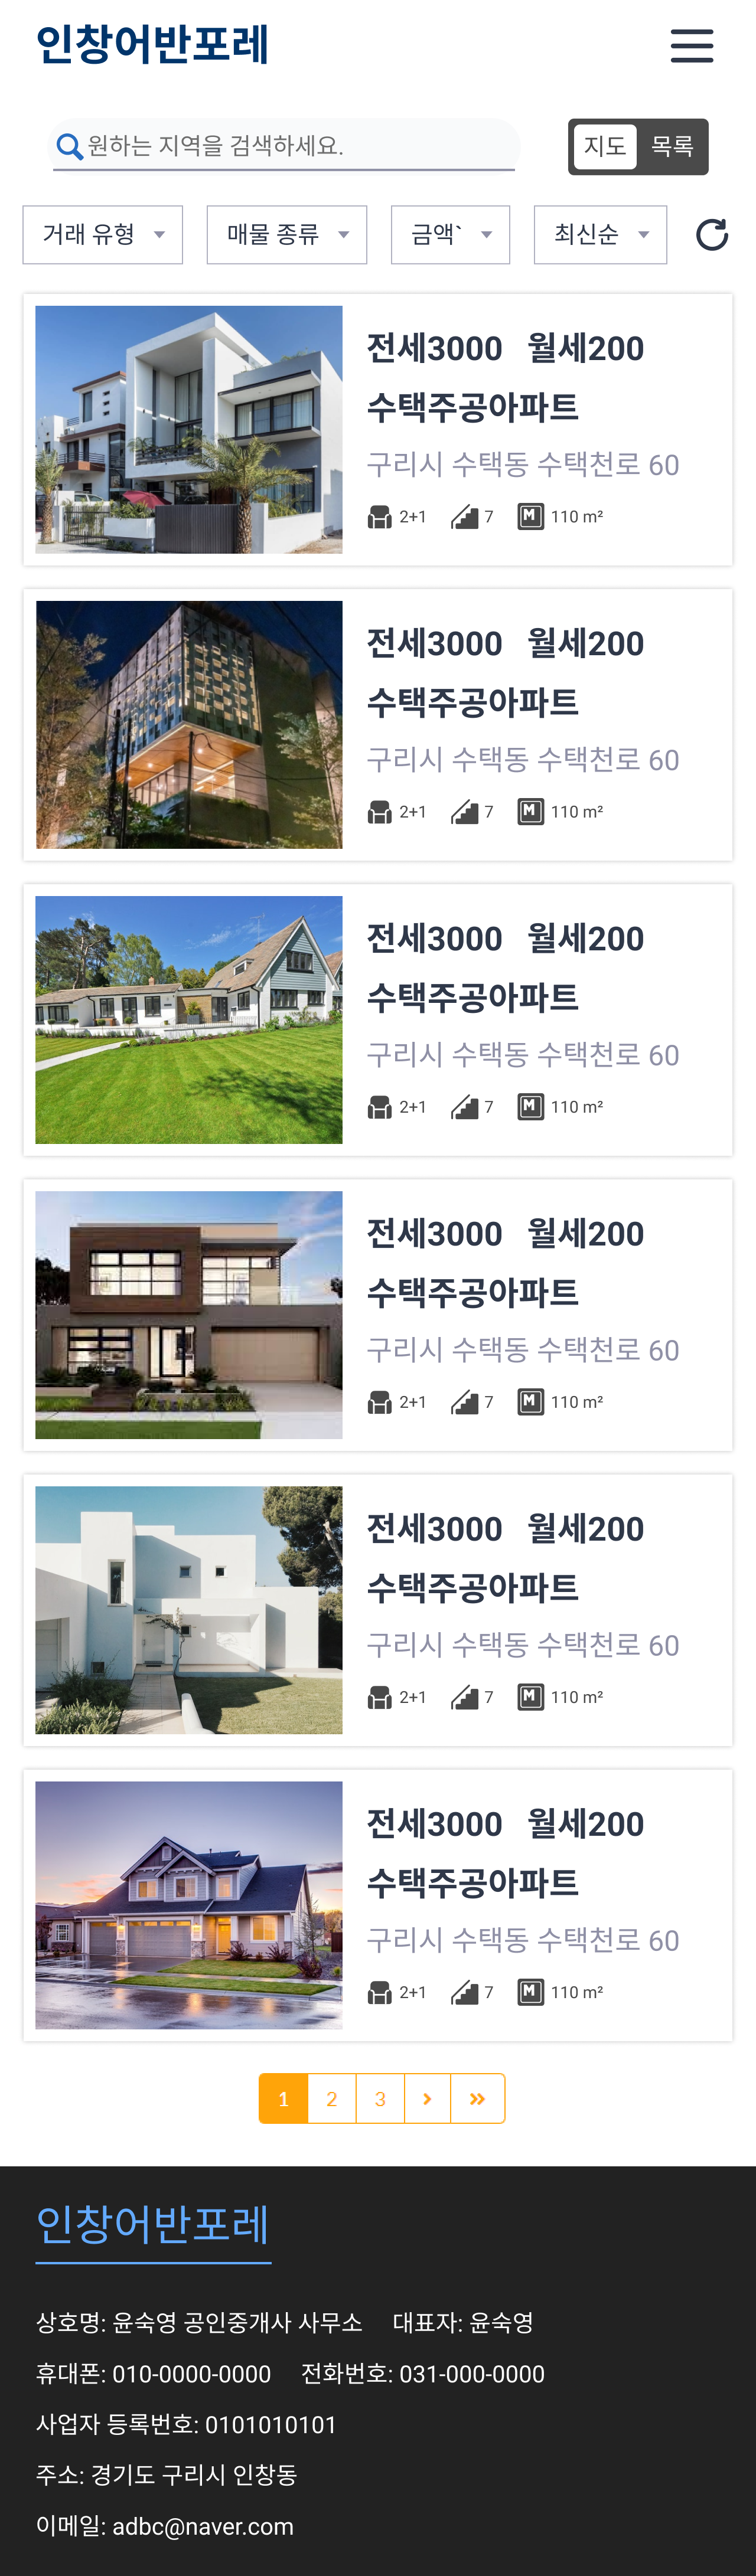 인창어반포레
원하는 지역을 검색하세요.
지도 목록
거래 유형 매물 종류 금액` 최신순
전세3000 월세200
수택주공아파트
구리시 수택동 수택천로 60
2+1 7 M 110 m²
전세3000 월세200
수택주공아파트
구리시 수택동 수택천로 60
2+1 7 M 110 m²
전세3000 월세200
수택주공아파트
구리시 수택동 수택천로 60
2+1 7 M 110 m²
전세3000 월세200
수택주공아파트
구리시 수택동 수택천로 60
2+1 7 M 110 m²
전세3000 월세200
수택주공아파트
구리시 수택동 수택천로 60
2+1 7 M 110 m²
전세3000 월세200
수택주공아파트
구리시 수택동 수택천로 60
2+1 7 M 110 m²
1 2 3 › »
인창어반포레
상호명: 윤숙영 공인중개사 사무소 대표자: 윤숙영
휴대폰: 010-0000-0000 전화번호: 031-000-0000
사업자 등록번호: 0101010101
주소: 경기도 구리시 인창동
이메일: adbc@naver.com